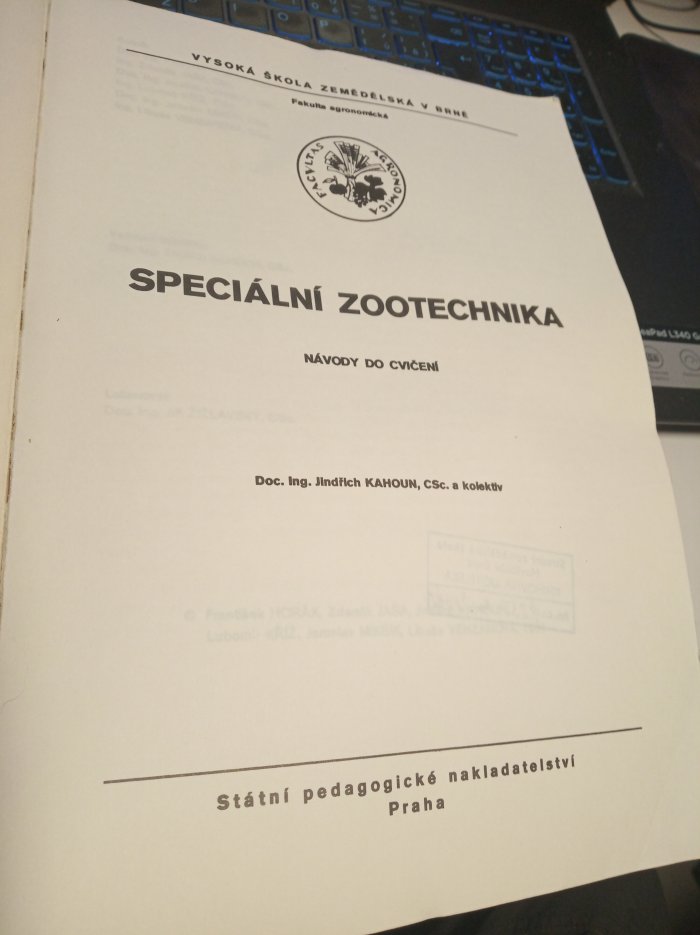 VYSOKÁ ŠKOLA ZEMĚDĚLSKÁ V BRNĚ
Fakulta agronomická
FACVLTAS AGRONOMICA
SPECIÁLNÍ ZOOTECHNIKA
NÁVODY DO CVIČENÍ
Doc. Ing. Jindřich KAHOUN, CSc. a kolektiv
Státní pedagogické nakladatelství
Praha